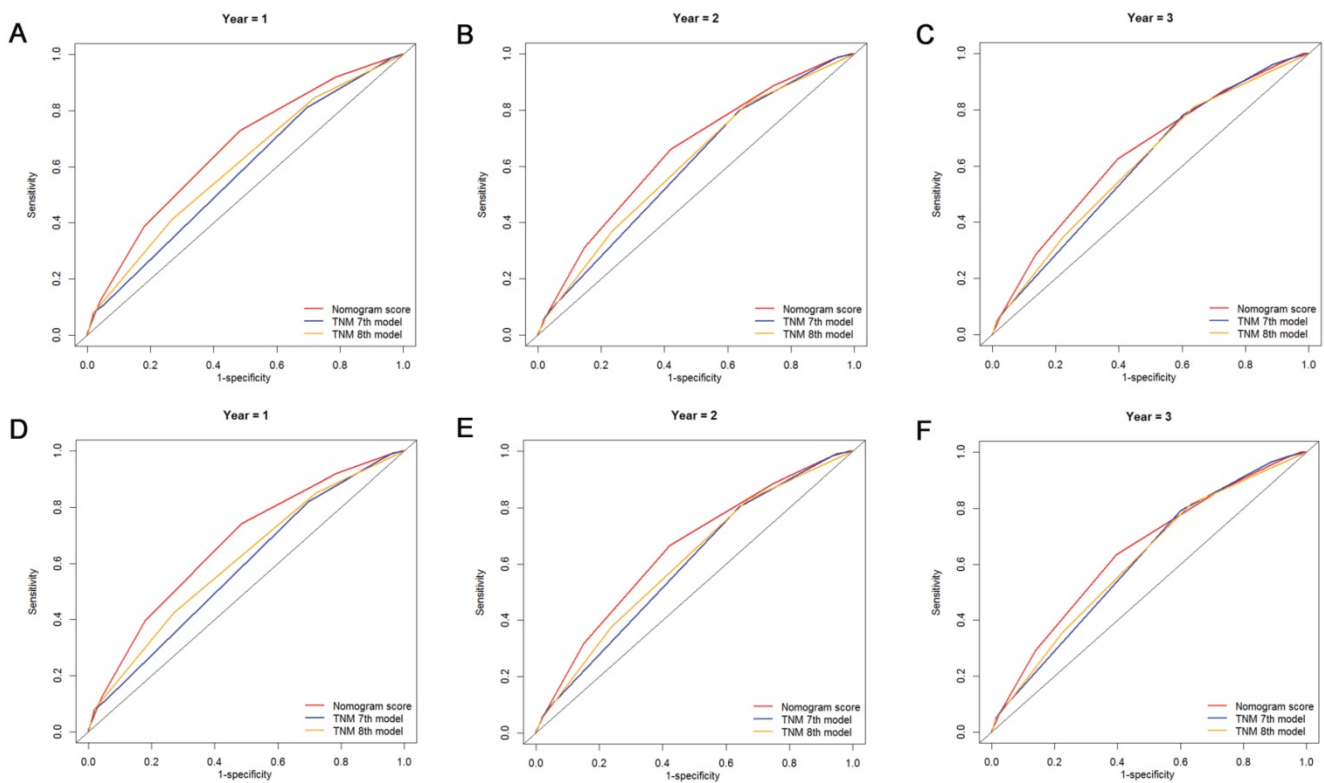 A
Year = 1
Sensitivity
0.0 0.2 0.4 0.6 0.8 1.0
Nomogram score
TNM 7th model
TNM 8th model
0.0 0.2 0.4 0.6 0.8 1.0
1-specificity
B
Year = 2
Sensitivity
0.0 0.2 0.4 0.6 0.8 1.0
Nomogram score
TNM 7th model
TNM 8th model
0.0 0.2 0.4 0.6 0.8 1.0
1-specificity
C
Year = 3
Sensitivity
0.0 0.2 0.4 0.6 0.8 1.0
Nomogram score
TNM 7th model
TNM 8th model
0.0 0.2 0.4 0.6 0.8 1.0
1-specificity
D
Year = 1
Sensitivity
0.0 0.2 0.4 0.6 0.8 1.0
Nomogram score
TNM 7th model
TNM 8th model
0.0 0.2 0.4 0.6 0.8 1.0
1-specificity
E
Year = 2
Sensitivity
0.0 0.2 0.4 0.6 0.8 1.0
Nomogram score
TNM 7th model
TNM 8th model
0.0 0.2 0.4 0.6 0.8 1.0
1-specificity
F
Year = 3
Sensitivity
0.0 0.2 0.4 0.6 0.8 1.0
Nomogram score
TNM 7th model
TNM 8th model
0.0 0.2 0.4 0.6 0.8 1.0
1-specificity